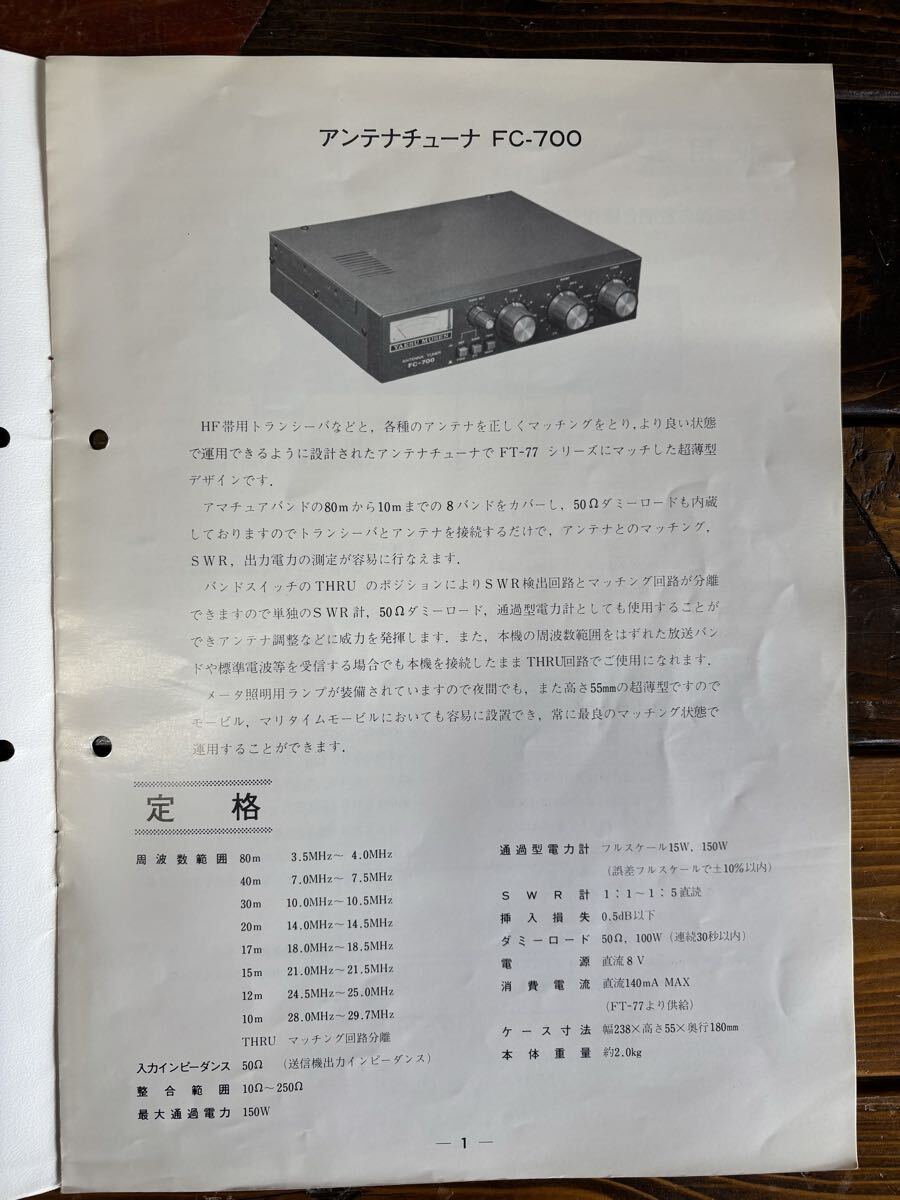 アンテナチューナ FC-700
YAESU MUSEN
ANTENNA TUNER
FC-700
HF帯用トランシーバなどと，各種のアンテナを正しくマッチングをとり，より良い状態
で運用できるように設計されたアンテナチューナで FT-77 シリーズにマッチした超薄型
デザインです．
アマチュアバンドの80mから10mまでの8バンドをカバーし，50Ωダミーロードも内蔵
しておりますのでトランシーバとアンテナを接続するだけで，アンテナとのマッチング，
SWR，出力電力の測定が容易に行なえます．
バンドスイッチの THRU のポジションによりSWR検出回路とマッチング回路が分離
できますので単独のSWR計，50Ωダミーロード，通過型電力計としても使用することが
できアンテナ調整などに威力を発揮します．また，本機の周波数範囲をはずれた放送バン
ドや標準電波等を受信する場合でも本機を接続したまま THRU回路でご使用になれます．
メータ照明用ランプが装備されていますので夜間でも，また高さ55mmの超薄型ですので
モービル，マリタイムモービルにおいても容易に設置でき，常に最良のマッチング状態で
運用することができます．
定格
周波数範囲 80m 3.5MHz〜 4.0MHz
40m 7.0MHz〜 7.5MHz
30m 10.0MHz〜10.5MHz
20m 14.0MHz〜14.5MHz
17m 18.0MHz〜18.5MHz
15m 21.0MHz〜21.5MHz
12m 24.5MHz〜25.0MHz
10m 28.0MHz〜29.7MHz
THRU マッチング回路分離
入力インピーダンス 50Ω （送信機出力インピーダンス）
整合範囲 10Ω〜250Ω
最大通過電力 150W
通過型電力計 フルスケール15W，150W
（誤差フルスケールで±10%以内）
SWR計 1：1〜1：5直読
挿入損失 0.5dB以下
ダミーロード 50Ω，100W（連続30秒以内）
電源 直流8V
消費電流 直流140mA MAX
（FT-77より供給）
ケース寸法 幅238×高さ55×奥行180mm
本体重量 約2.0kg
— 1 —